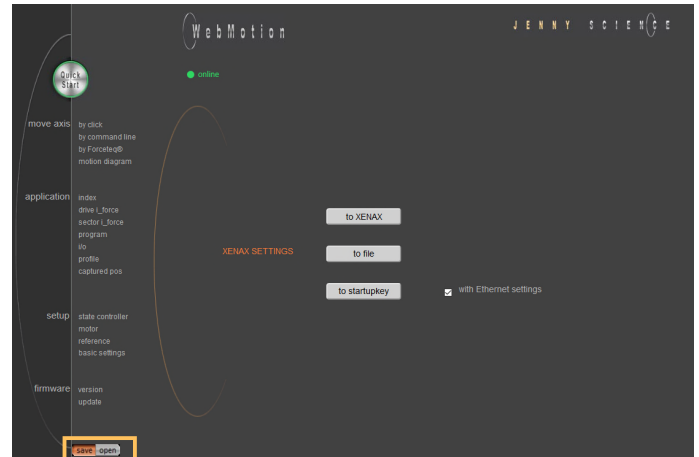 WebMotion
JENNY SCIENCE
Quick
Start
online
move axis
by click
by command line
by Forceteq®
motion diagram
application
index
drive i_force
sector i_force
program
i/o
profile
captured pos
to XENAX
XENAX SETTINGS
to file
to startupkey
with Ethernet settings
setup
state controller
motor
reference
basic settings
firmware
version
update
save open